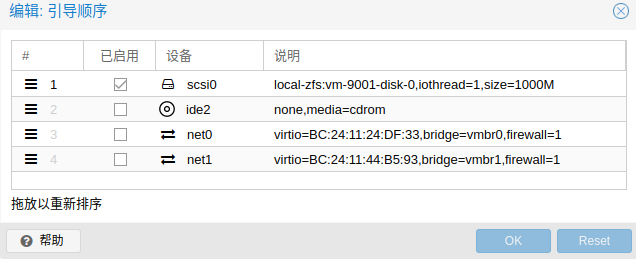 编辑: 引导顺序
# 已启用 设备 说明
1 scsi0 local-zfs:vm-9001-disk-0,iothread=1,size=1000M
2 ide2 none,media=cdrom
3 net0 virtio=BC:24:11:24:DF:33,bridge=vmbr0,firewall=1
4 net1 virtio=BC:24:11:44:B5:93,bridge=vmbr1,firewall=1
拖放以重新排序
帮助 OK Reset